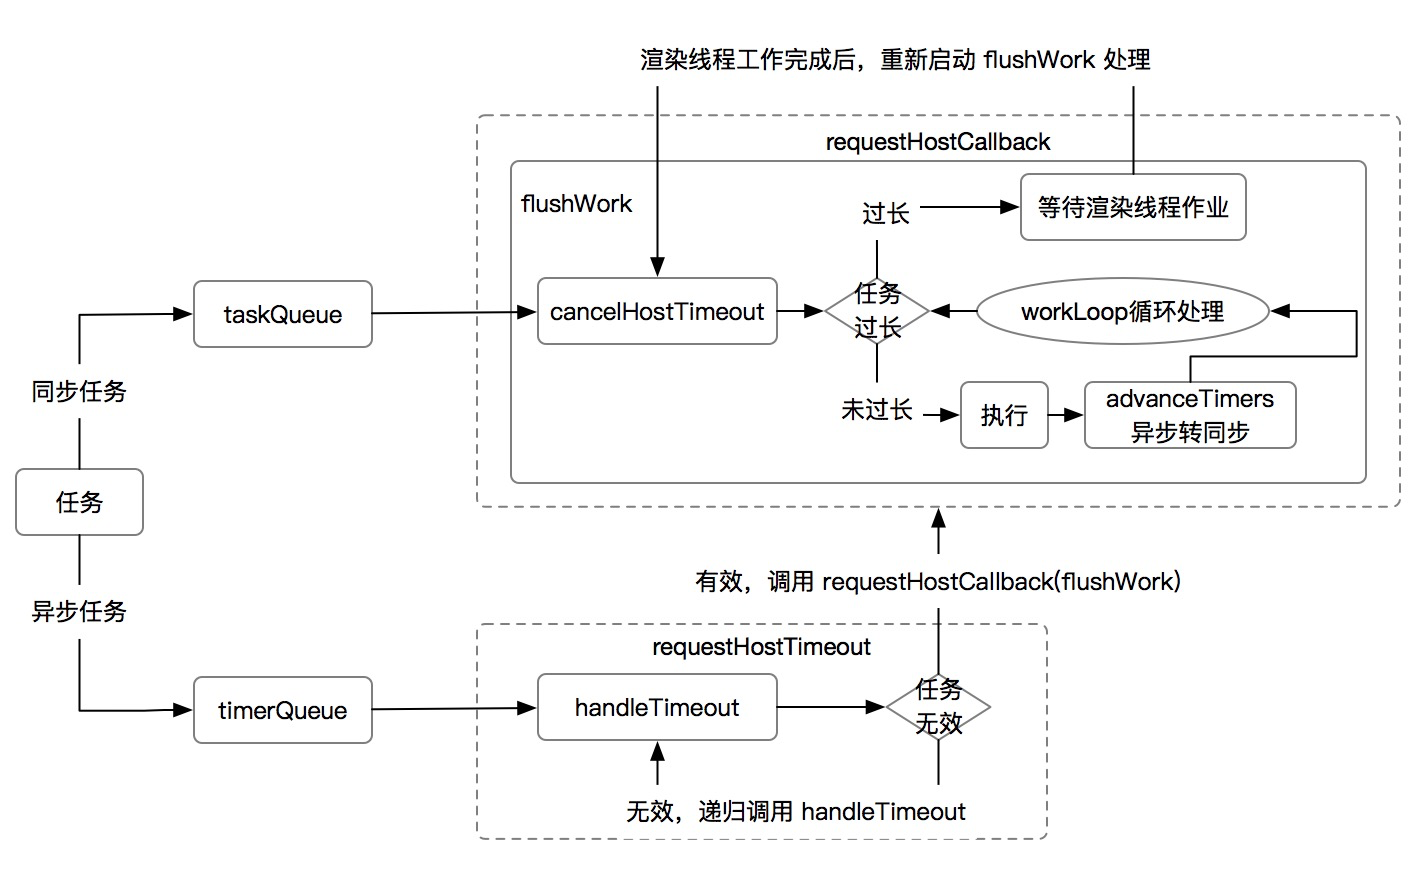 渲染线程工作完成后，重新启动 flushWork 处理
requestHostCallback
flushWork
过长
等待渲染线程作业
taskQueue
cancelHostTimeout
任务
过长
workLoop循环处理
同步任务
未过长
执行
advanceTimers
异步转同步
任务
有效，调用 requestHostCallback(flushWork)
异步任务
requestHostTimeout
timerQueue
handleTimeout
任务
无效
无效，递归调用 handleTimeout